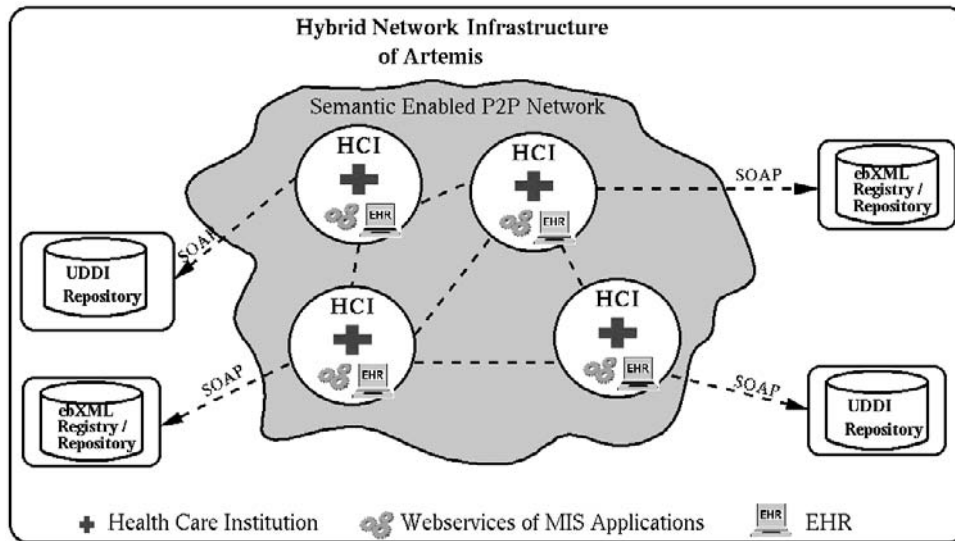 Hybrid Network Infrastructure
of Artemis
Semantic Enabled P2P Network
HCI
EHR
HCI
EHR
SOAP
ebXML
Registry /
Repository
SOAP
UDDI
Repository
HCI
EHR
HCI
EHR
SOAP
ebXML
Registry /
Repository
SOAP
UDDI
Repository
Health Care Institution
Webservices of MIS Applications
EHR
EHR